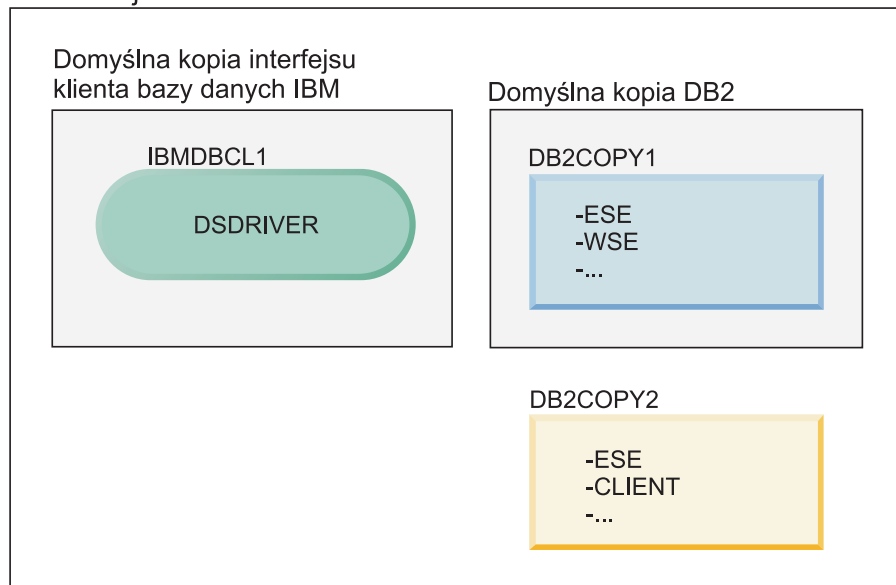 Domyślna kopia interfejsu
klienta bazy danych IBM
IBMDBCL1
DSDRIVER
Domyślna kopia DB2
DB2COPY1
-ESE
-WSE
-...
DB2COPY2
-ESE
-CLIENT
-...